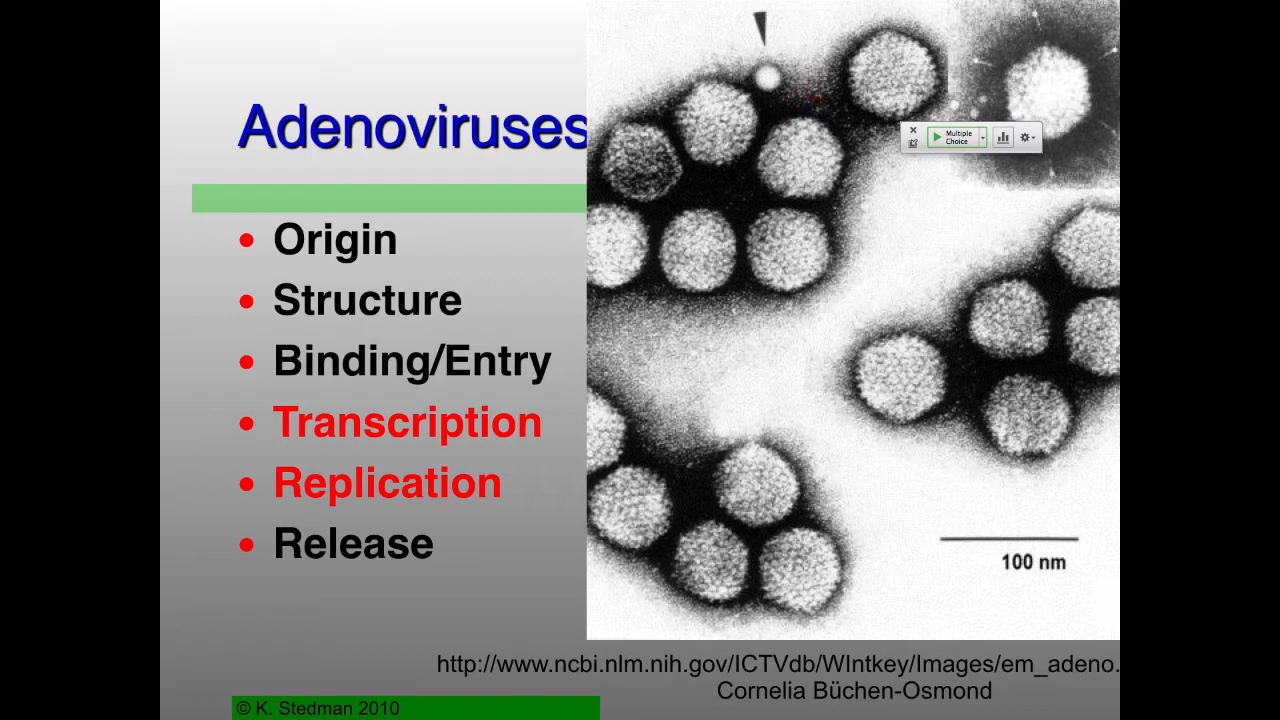 Adenoviruses
Multiple
Choice
Origin
Structure
Binding/Entry
Transcription
Replication
Release
100 nm
http://www.ncbi.nlm.nih.gov/ICTVdb/WIntkey/Images/em_adeno.
Cornelia Büchen-Osmond
© K. Stedman 2010